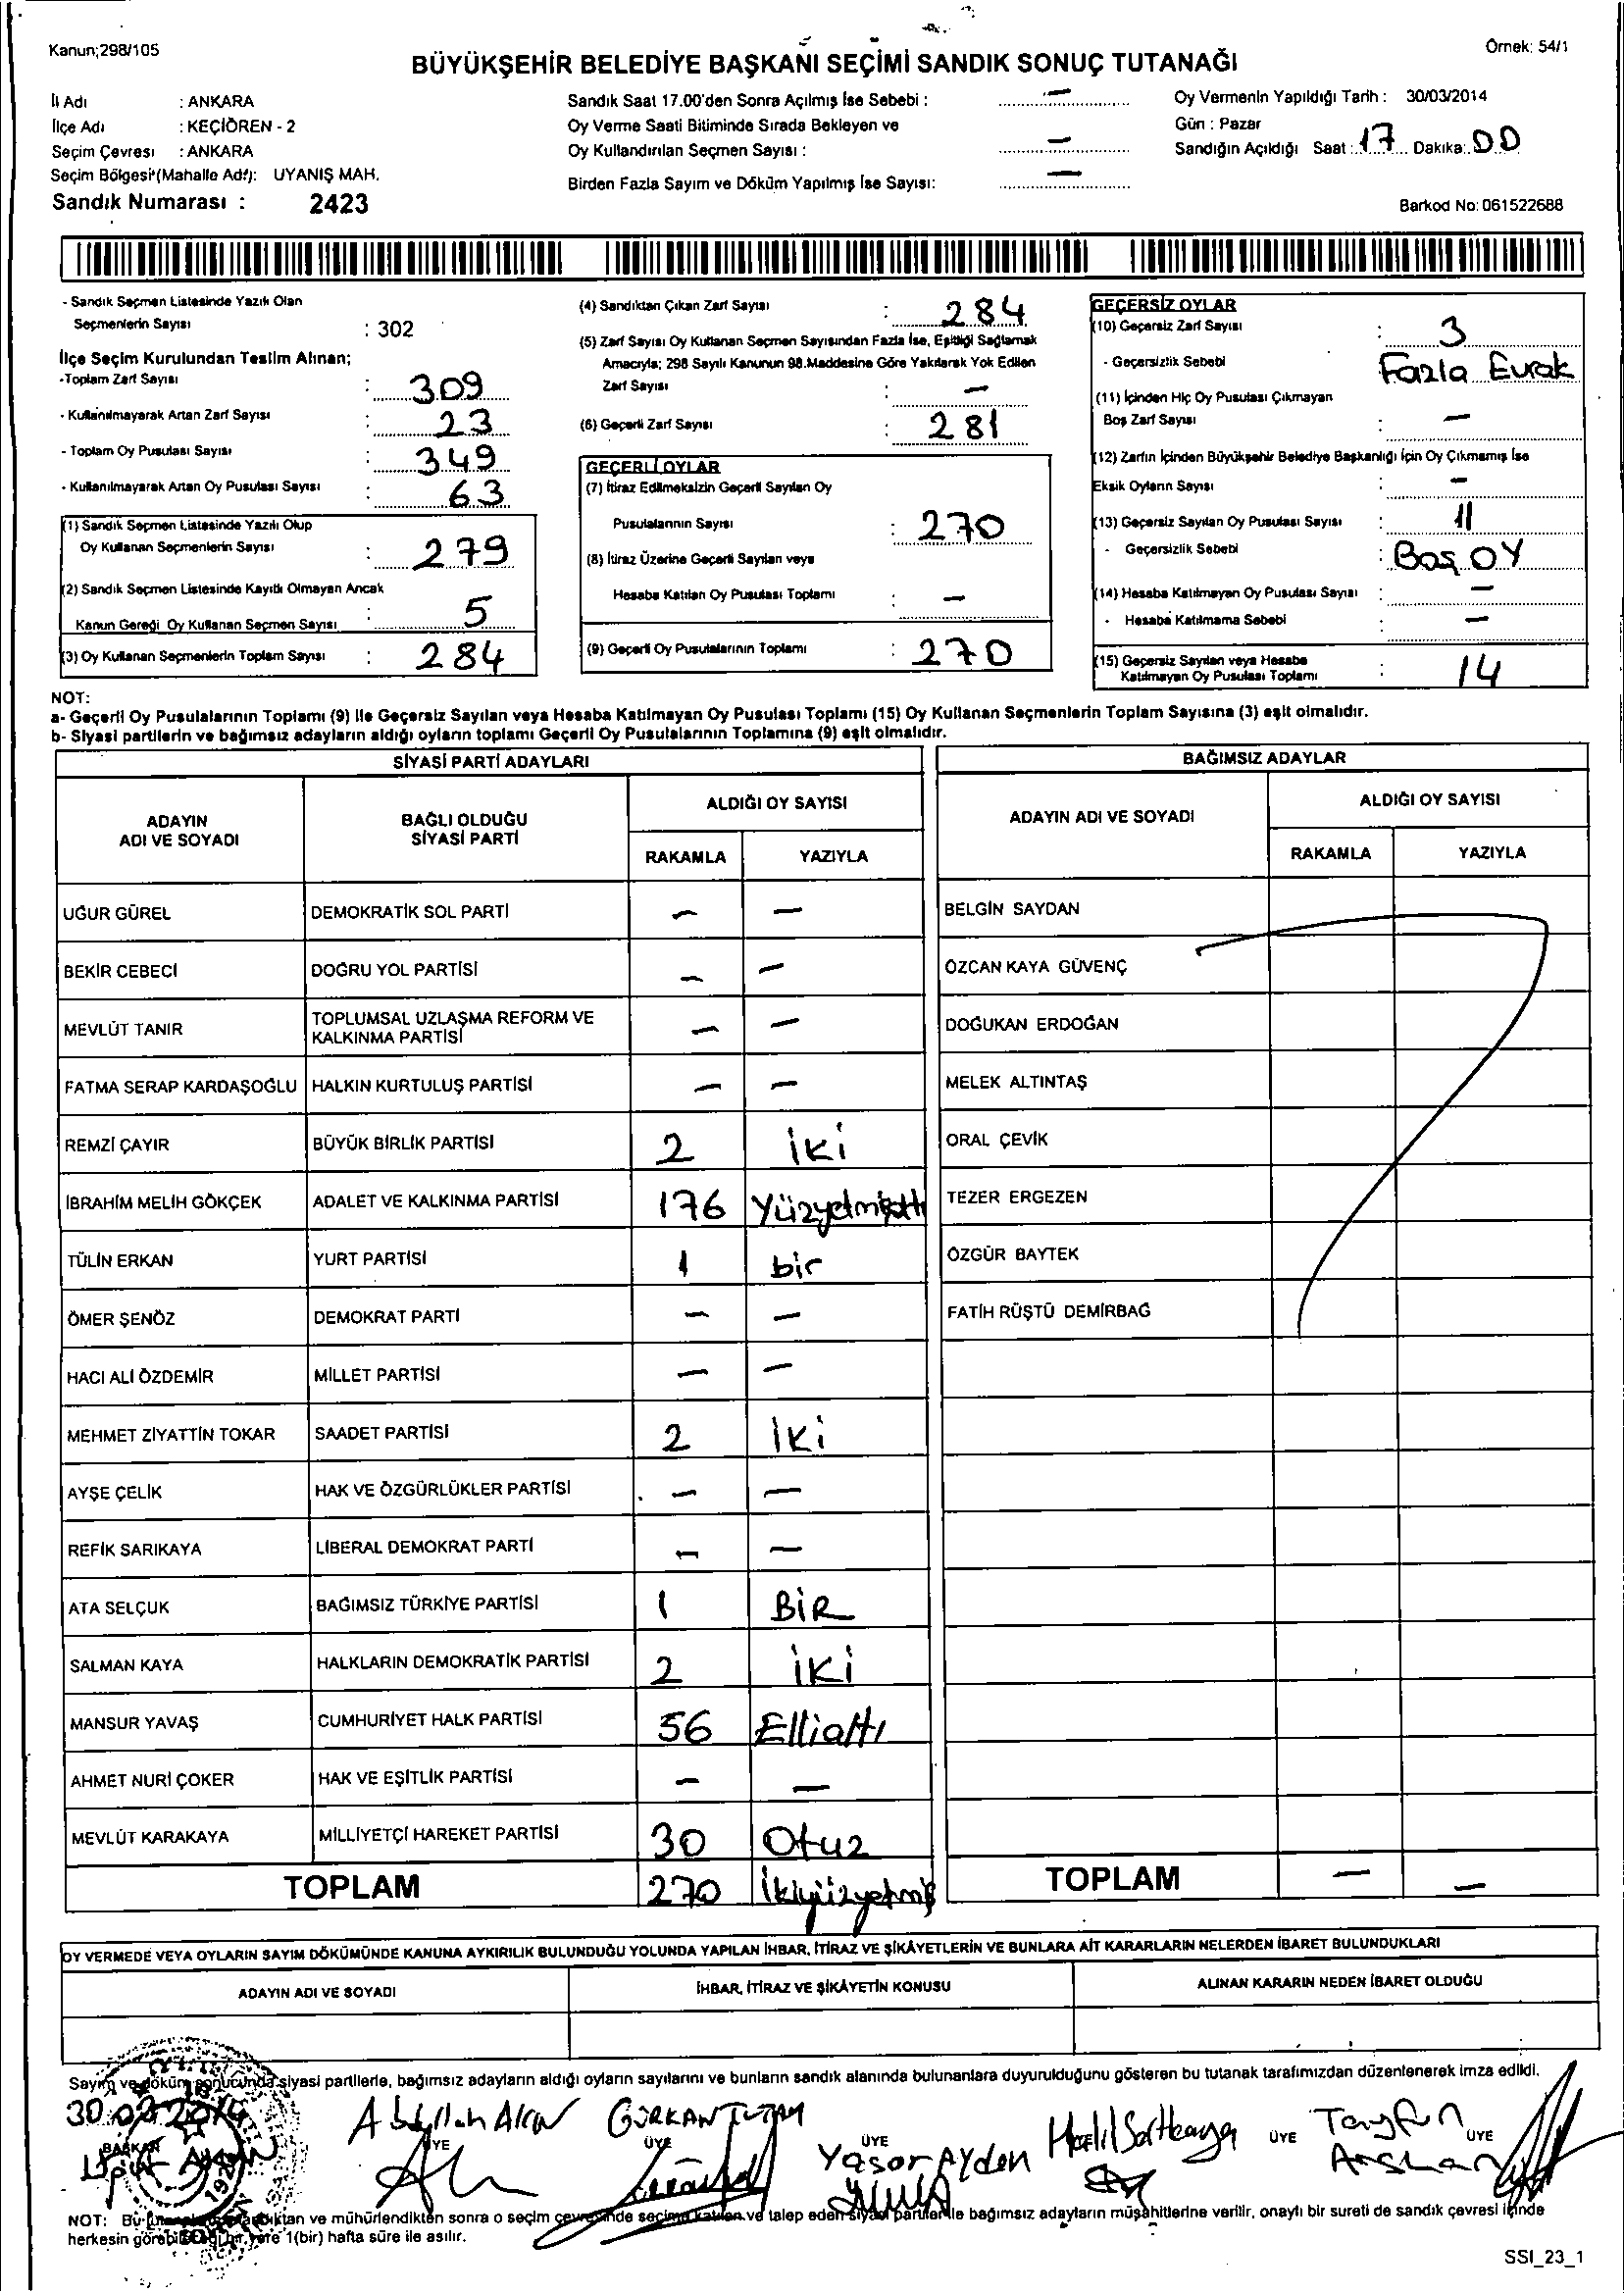 Kanun;298/105
Örnek: 54/1
BÜYÜKŞEHİR BELEDİYE BAŞKANI SEÇİMİ SANDIK SONUÇ TUTANAĞI
İl Adı : ANKARA
İlçe Adı : KEÇİÖREN - 2
Seçim Çevresi : ANKARA
Seçim Bölgesi (Mahalle Adı): UYANIŞ MAH.
Sandık Numarası : 2423
Sandık Saat 17.00'den Sonra Açılmış İse Sebebi : —
Oy Verme Saati Bitiminde Sırada Bekleyen ve
Oy Kullandırılan Seçmen Sayısı : —
Birden Fazla Sayım ve Döküm Yapılmış İse Sayısı: —
Oy Vermenin Yapıldığı Tarih : 30/03/2014
Gün : Pazar
Sandığın Açıldığı Saat : 17 Dakika: 00
Barkod No: 061522688
- Sandık Seçmen Listesinde Yazılı Olan
Seçmenlerin Sayısı : 302
İlçe Seçim Kurulundan Teslim Alınan;
-Toplam Zarf Sayısı : 309
- Kullanılmayarak Artan Zarf Sayısı : 23
- Toplam Oy Pusulası Sayısı : 349
- Kullanılmayarak Artan Oy Pusulası Sayısı : 63
(1) Sandık Seçmen Listesinde Yazılı Olup
Oy Kullanan Seçmenlerin Sayısı : 279
(2) Sandık Seçmen Listesinde Kayıtlı Olmayan Ancak
Kanun Gereği Oy Kullanan Seçmen Sayısı : 5
(3) Oy Kullanan Seçmenlerin Toplam Sayısı : 284
(4) Sandıktan Çıkan Zarf Sayısı : 284
(5) Zarf Sayısı Oy Kullanan Seçmen Sayısından Fazla İse, Eşitliği Sağlamak
Amacıyla; 298 Sayılı Kanunun 98.Maddesine Göre Yakılarak Yok Edilen
Zarf Sayısı : —
(6) Geçerli Zarf Sayısı : 281
GEÇERLİ OYLAR
(7) İtiraz Edilmeksizin Geçerli Sayılan Oy
Pusulalarının Sayısı : 270
(8) İtiraz Üzerine Geçerli Sayılan veya
Hesaba Katılan Oy Pusulası Toplamı : —
(9) Geçerli Oy Pusulalarının Toplamı : 270
GEÇERSİZ OYLAR
(10) Geçersiz Zarf Sayısı : 3
- Geçersizlik Sebebi : Fazla Evrak
(11) İçinden Hiç Oy Pusulası Çıkmayan
Boş Zarf Sayısı : —
(12) Zarfın İçinden Büyükşehir Belediye Başkanlığı İçin Oy Çıkmamış İse
Eksik Oyların Sayısı : —
(13) Geçersiz Sayılan Oy Pusulası Sayısı : 11
- Geçersizlik Sebebi : Boş OY
(14) Hesaba Katılmayan Oy Pusulası Sayısı : —
- Hesaba Katılmama Sebebi : —
(15) Geçersiz Sayılan veya Hesaba
Katılmayan Oy Pusulası Toplamı : 14
NOT:
a- Geçerli Oy Pusulalarının Toplamı (9) ile Geçersiz Sayılan veya Hesaba Katılmayan Oy Pusulası Toplamı (15) Oy Kullanan Seçmenlerin Toplam Sayısına (3) eşit olmalıdır.
b- Siyasi partilerin ve bağımsız adayların aldığı oyların toplamı Geçerli Oy Pusulalarının Toplamına (9) eşit olmalıdır.
SİYASİ PARTİ ADAYLARI
ADAYIN ADI VE SOYADI BAĞLI OLDUĞU SİYASİ PARTİ ALDIĞI OY SAYISI
RAKAMLA YAZIYLA
UĞUR GÜREL DEMOKRATİK SOL PARTİ — —
BEKİR CEBECİ DOĞRU YOL PARTİSİ — —
MEVLÜT TANIR TOPLUMSAL UZLAŞMA REFORM VE KALKINMA PARTİSİ — —
FATMA SERAP KARDAŞOĞLU HALKIN KURTULUŞ PARTİSİ — —
REMZİ ÇAYIR BÜYÜK BİRLİK PARTİSİ 2 iki
İBRAHİM MELİH GÖKÇEK ADALET VE KALKINMA PARTİSİ 176 Yüzyetmişaltı
TÜLİN ERKAN YURT PARTİSİ 1 bir
ÖMER ŞENÖZ DEMOKRAT PARTİ — —
HACI ALİ ÖZDEMİR MİLLET PARTİSİ — —
MEHMET ZİYATTİN TOKAR SAADET PARTİSİ 2 İki
AYŞE ÇELİK HAK VE ÖZGÜRLÜKLER PARTİSİ — —
REFİK SARIKAYA LİBERAL DEMOKRAT PARTİ — —
ATA SELÇUK BAĞIMSIZ TÜRKİYE PARTİSİ 1 BİR
SALMAN KAYA HALKLARIN DEMOKRATİK PARTİSİ 2 iki
MANSUR YAVAŞ CUMHURİYET HALK PARTİSİ 56 Ellialtı
AHMET NURİ ÇOKER HAK VE EŞİTLİK PARTİSİ — —
MEVLÜT KARAKAYA MİLLİYETÇİ HAREKET PARTİSİ 30 Otuz
TOPLAM 270 İkiyüzyetmiş
BAĞIMSIZ ADAYLAR
ADAYIN ADI VE SOYADI ALDIĞI OY SAYISI
RAKAMLA YAZIYLA
BELGİN SAYDAN
ÖZCAN KAYA GÜVENÇ
DOĞUKAN ERDOĞAN
MELEK ALTINTAŞ
ORAL ÇEVİK
TEZER ERGEZEN
ÖZGÜR BAYTEK
FATİH RÜŞTÜ DEMİRBAĞ
TOPLAM — —
OY VERMEDE VEYA OYLARIN SAYIM DÖKÜMÜNDE KANUNA AYKIRILIK BULUNDUĞU YOLUNDA YAPILAN İHBAR, İTİRAZ VE ŞİKÂYETLERİN VE BUNLARA AİT KARARLARIN NELERDEN İBARET BULUNDUKLARI
ADAYIN ADI VE SOYADI İHBAR, İTİRAZ VE ŞİKÂYETİN KONUSU ALINAN KARARIN NEDEN İBARET OLDUĞU
Sayım ve döküm sonucunda siyasi partilerle, bağımsız adayların aldığı oyların sayılarını ve bunların sandık alanında bulunanlara duyurulduğunu gösteren bu tutanak tarafımızdan düzenlenerek imza edildi.
30.03.2014
Abdullah AKIN GÜRKAN TUTAM Yaşar AYden Tayfun Arslan
BAŞKAN ÜYE ÜYE ÜYE ÜYE ÜYE
NOT: Bu ve mühürlendikten sonra o seçim çevresinde seçime katılan ve talep eden siyasi partiler ile bağımsız adayların müşahitlerine verilir, onaylı bir sureti de sandık çevresi içinde
herkesin görebileceği bir yere 1(bir) hafta süre ile asılır.
SSI_23_1